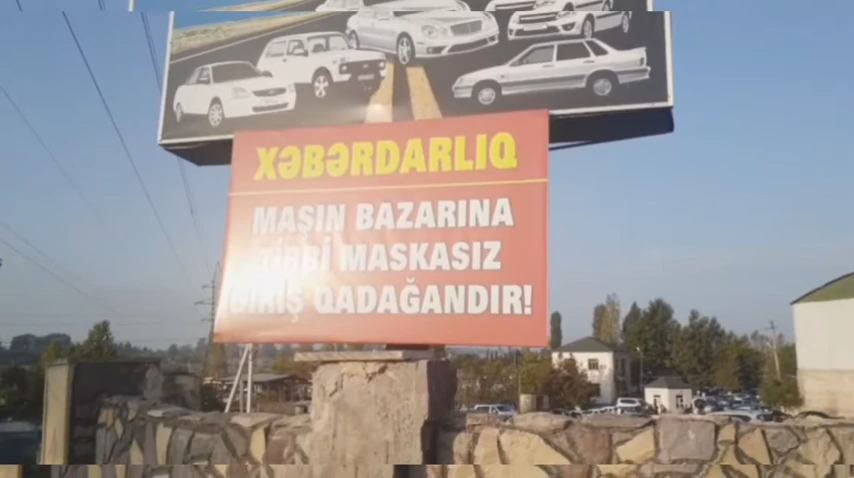 XƏBƏRDARLIQ
MAŞIN BAZARINA
TİBBİ MASKASIZ
GİRİŞ QADAĞANDIR!